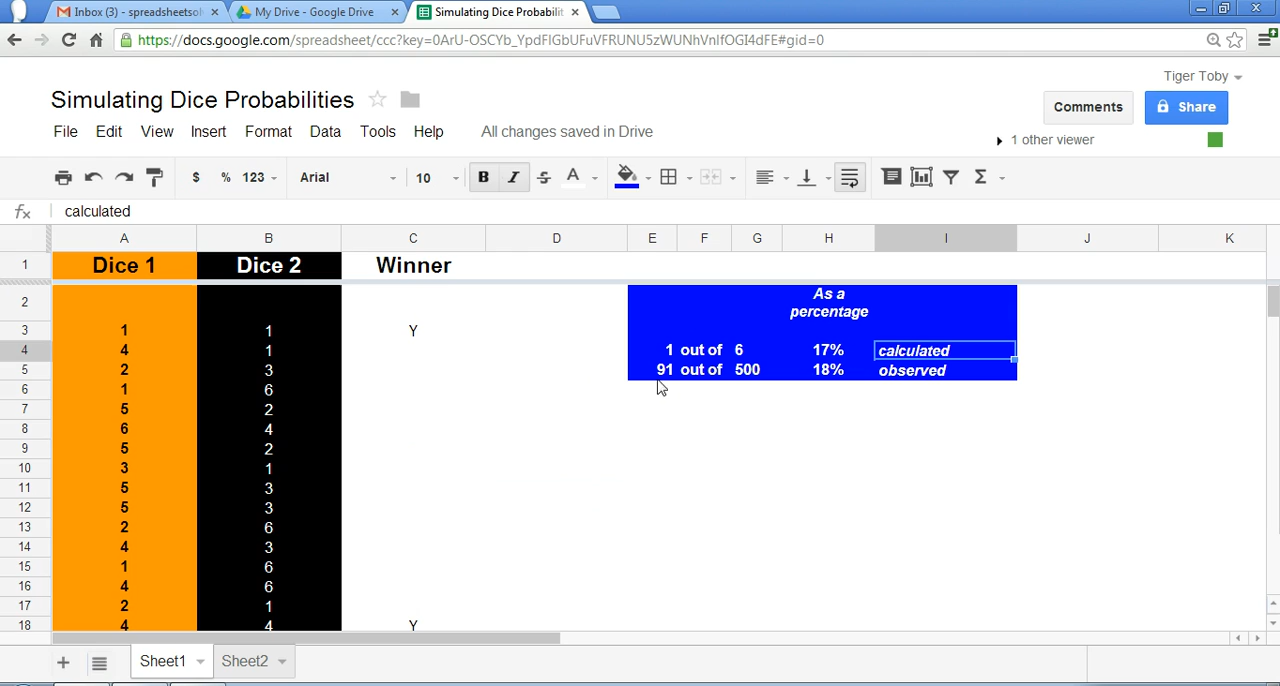 Inbox (3) - spreadsheetsol × My Drive - Google Drive × Simulating Dice Probabilit ×
https://docs.google.com/spreadsheet/ccc?key=0ArU-OSCYb_YpdFlGbUFuVFRUNU5zWUNhVnlfOGI4dFE#gid=0
Tiger Toby
Simulating Dice Probabilities
Comments Share
File Edit View Insert Format Data Tools Help All changes saved in Drive
1 other viewer
$ % 123 Arial 10 B I S A Σ
fx calculated
A B C D E F G H I J K
1 Dice 1 Dice 2 Winner
2 As a
percentage
3 1 1 Y
4 4 1 1 out of 6 17% calculated
5 2 3 91 out of 500 18% observed
6 1 6
7 5 2
8 6 4
9 5 2
10 3 1
11 5 3
12 5 3
13 2 6
14 4 3
15 1 6
16 4 6
17 2 1
18 4 4 Y
+ Sheet1 Sheet2